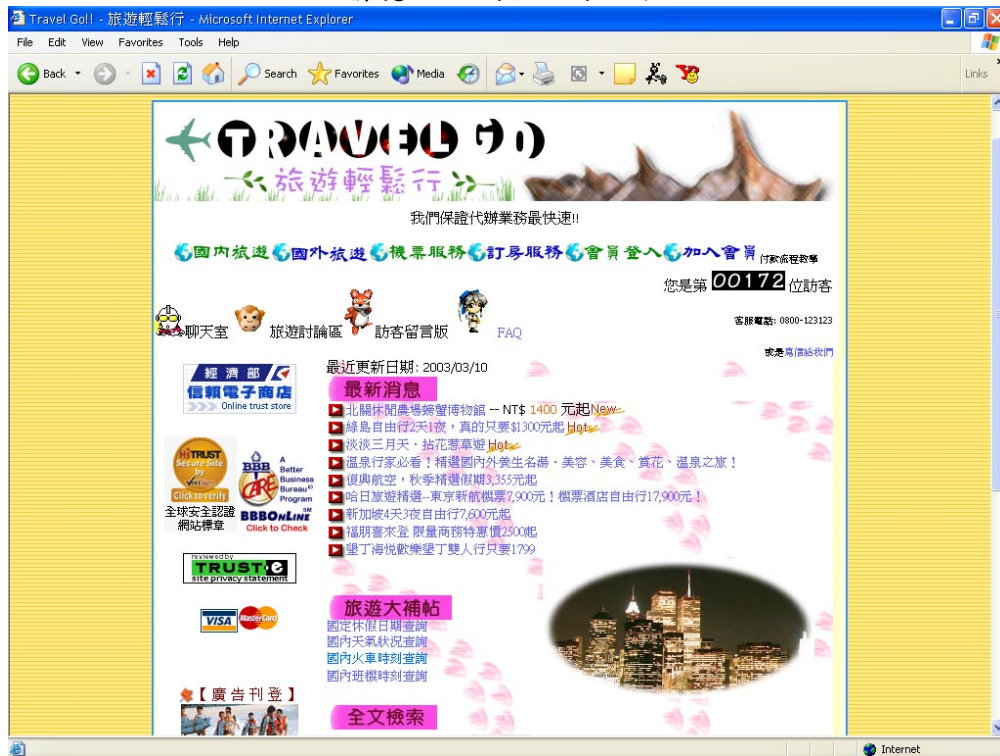 Travel Go!! - 旅遊輕鬆行 - Microsoft Internet Explorer
File Edit View Favorites Tools Help
Back Search Favorites Media Links
TRAVEL GO
旅遊輕鬆行
我們保證代辦業務最快速!!
國內旅遊 國外旅遊 機票服務 訂房服務 會員登入 加入會員 付款流程教學
您是第 00172 位訪客
聊天室 旅遊討論區 訪客留言版 FAQ
客服電話: 0800-123123
或是寫信給我們
經濟部
信賴電子商店
Online trust store
HiTRUST
Secure Site
by
VeriSign
Click to verify
全球安全認證
網站標章
BBB
CARE
A
Better
Business
Bureau®
Program
BBBOnLine℠
Click to Check
reviewed by
TRUSTe
site privacy statement
VISA MasterCard
【廣告刊登】
最近更新日期: 2003/03/10
最新消息
北關休閒農場螃蟹博物館 -- NT$ 1400 元起New
綠島自由行2天1夜，真的只要$1300元起 Hot
淡淡三月天．拈花惹草遊 Hot
溫泉行家必看！精選國內外養生名湯．美容、美食、賞花、溫泉之旅！
復興航空，秋季精選假期3,355元起
哈日旅遊精選--東京新航機票7,900元！機票酒店自由行17,900元！
新加坡4天3夜自由行7,600元起
福朋喜來登 限量商務特惠價2500起
墾丁海悅歡樂墾丁雙人行只要1799
旅遊大補帖
國定休假日期查詢
國內天氣狀況查詢
國內火車時刻查詢
國內班機時刻查詢
全文檢索
Internet